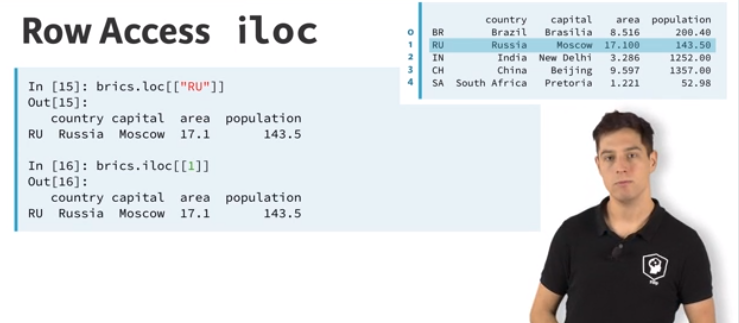 Row Access iloc
In [15]: brics.loc[["RU"]]
Out[15]:
country capital area population
RU Russia Moscow 17.1 143.5
In [16]: brics.iloc[[1]]
Out[16]:
country capital area population
RU Russia Moscow 17.1 143.5
country capital area population
0 BR Brazil Brasilia 8.516 200.40
1 RU Russia Moscow 17.100 143.50
2 IN India New Delhi 3.286 1252.00
3 CH China Beijing 9.597 1357.00
4 SA South Africa Pretoria 1.221 52.98